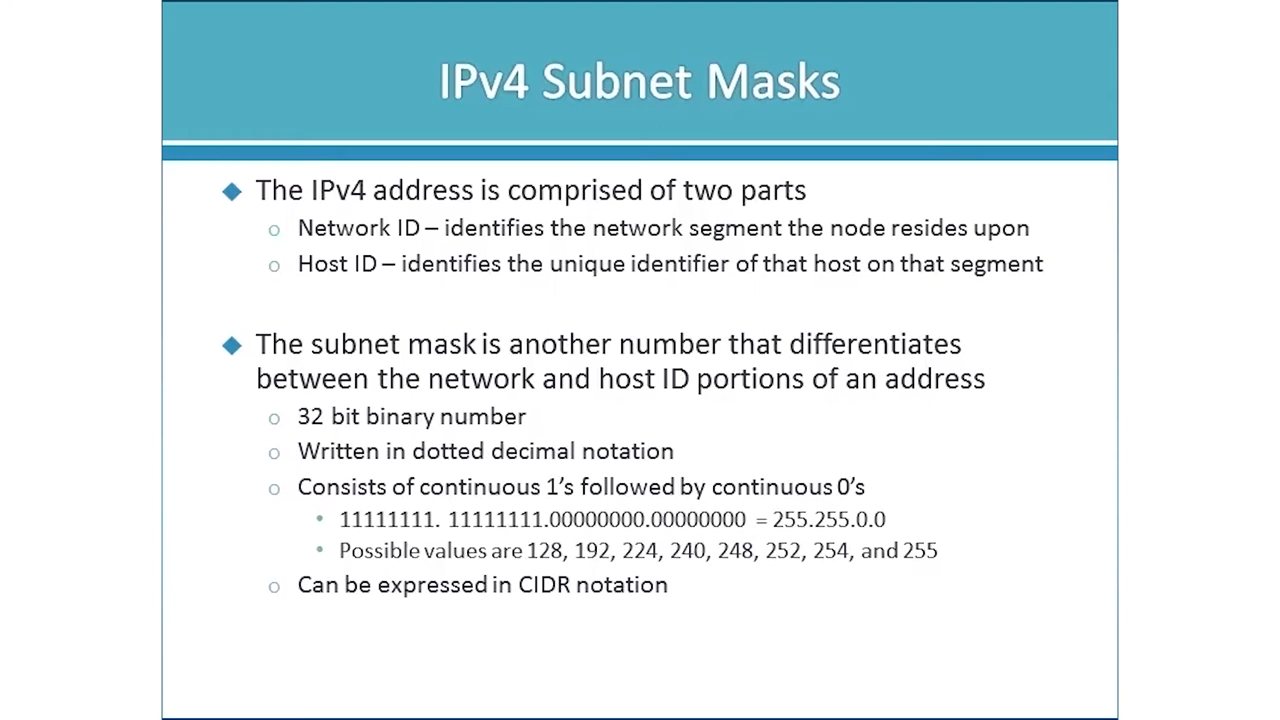 IPv4 Subnet Masks
The IPv4 address is comprised of two parts
Network ID – identifies the network segment the node resides upon
Host ID – identifies the unique identifier of that host on that segment
The subnet mask is another number that differentiates
between the network and host ID portions of an address
32 bit binary number
Written in dotted decimal notation
Consists of continuous 1’s followed by continuous 0’s
11111111. 11111111.00000000.00000000 = 255.255.0.0
Possible values are 128, 192, 224, 240, 248, 252, 254, and 255
Can be expressed in CIDR notation